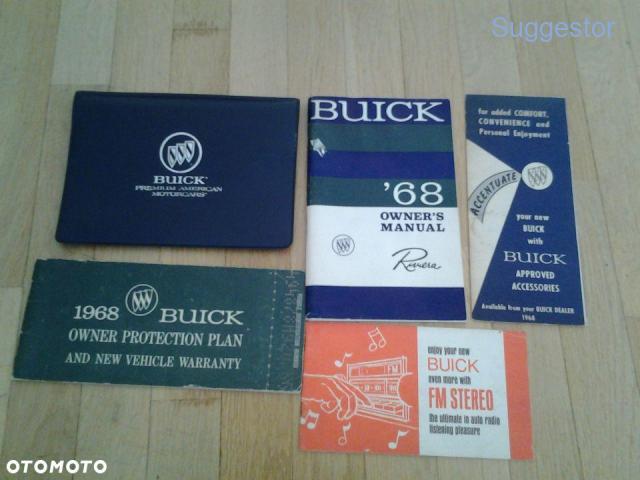 Suggestor
BUICK
PREMIUM AMERICAN
MOTORCARS
BUICK
'68
OWNER'S
MANUAL
Riviera
for added COMFORT,
CONVENIENCE and
Personal Enjoyment
ACCENTUATE
your new
BUICK
with
BUICK
APPROVED
ACCESSORIES
Available from your BUICK DEALER
1968
1968 BUICK
OWNER PROTECTION PLAN
AND NEW VEHICLE WARRANTY
enjoy your new
BUICK
even more with
FM STEREO
the ultimate in auto radio
listening pleasure
OTOMOTO